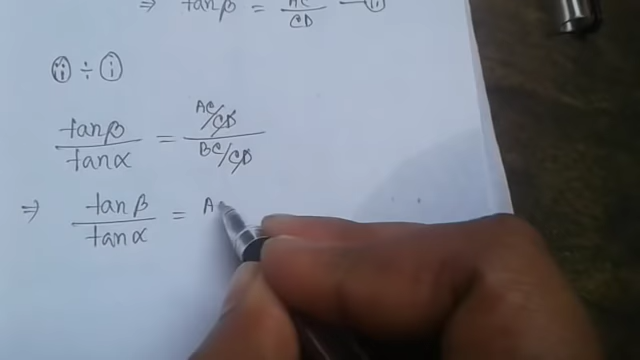 ⇒ tanβ = AC/CD — (ii)
(ii) ÷ (i)
tanβ/tanα = (AC/CD)/(BC/CD)
⇒ tanβ/tanα = A